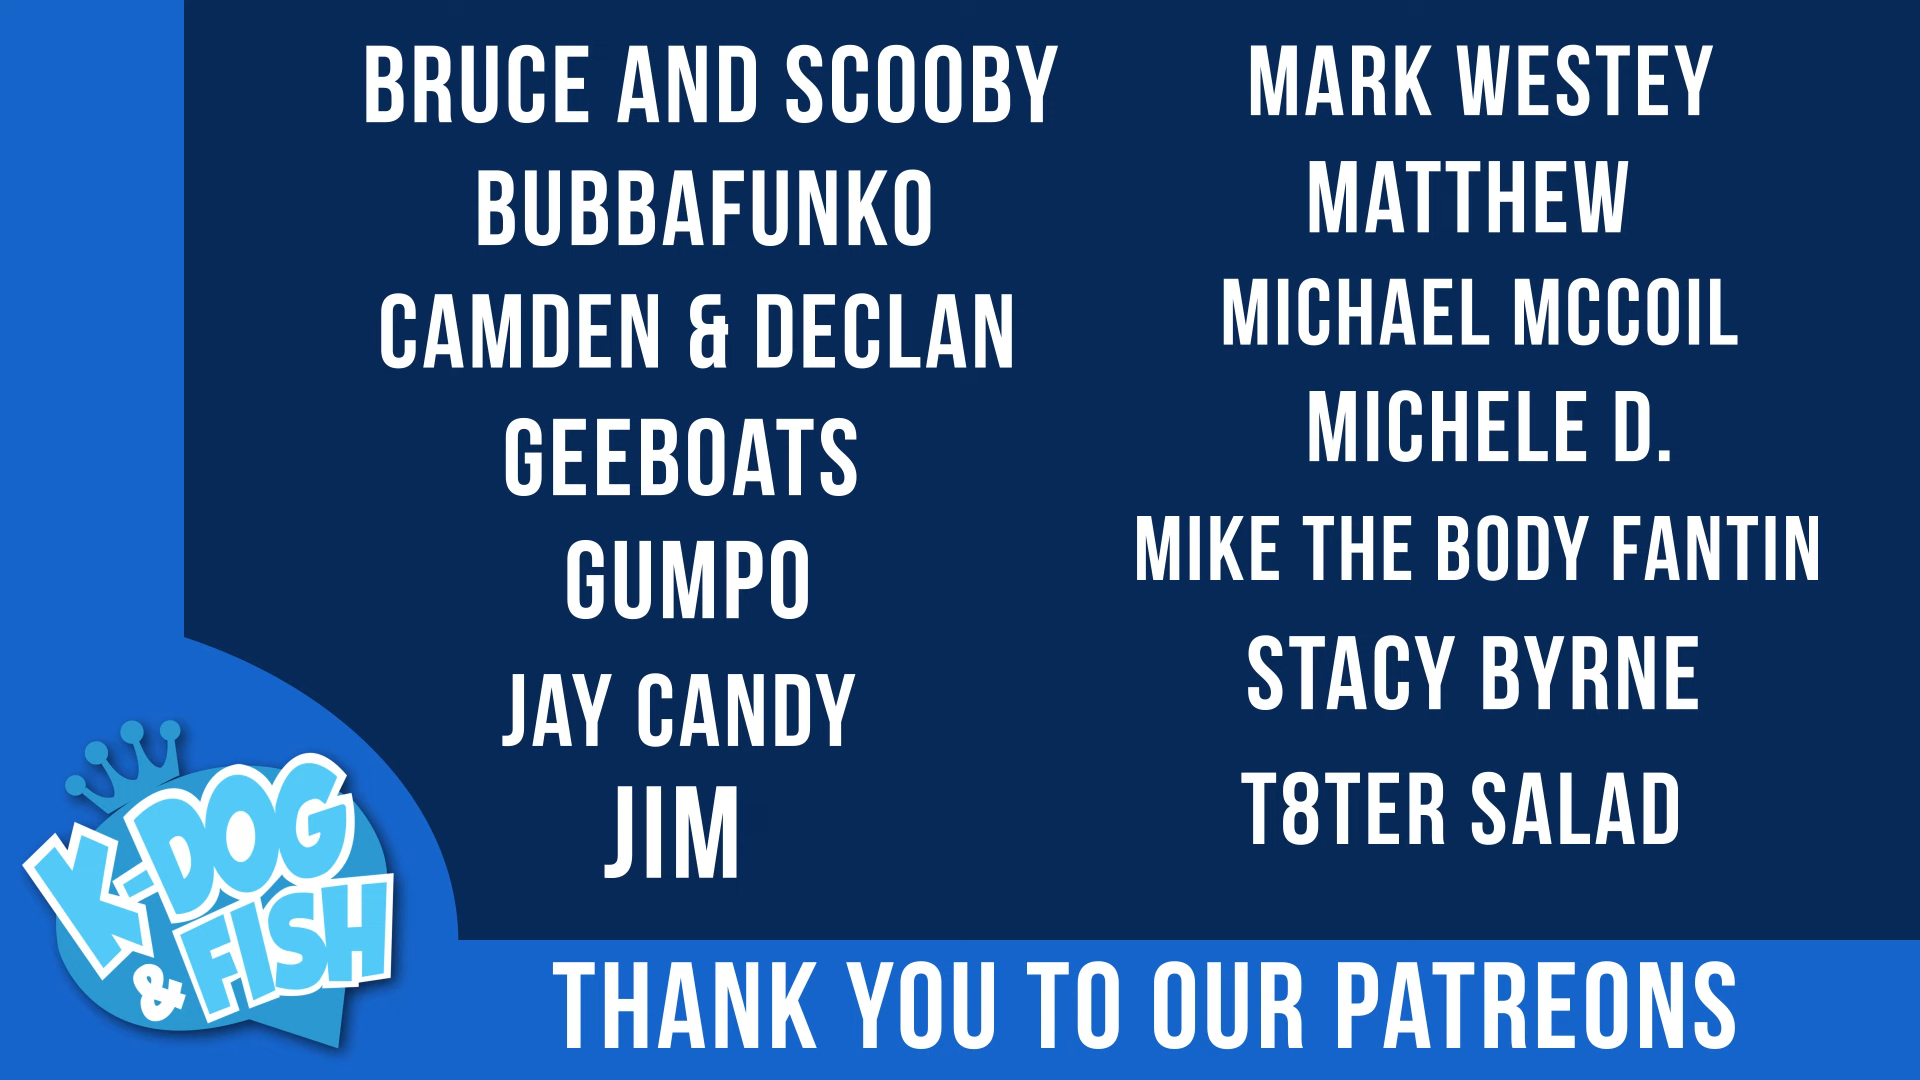 BRUCE AND SCOOBY
BUBBAFUNKO
CAMDEN & DECLAN
GEEBOATS
GUMPO
JAY CANDY
JIM
MARK WESTEY
MATTHEW
MICHAEL MCCOIL
MICHELE D.
MIKE THE BODY FANTIN
STACY BYRNE
T8TER SALAD
K-DOG
& FISH
THANK YOU TO OUR PATREONS